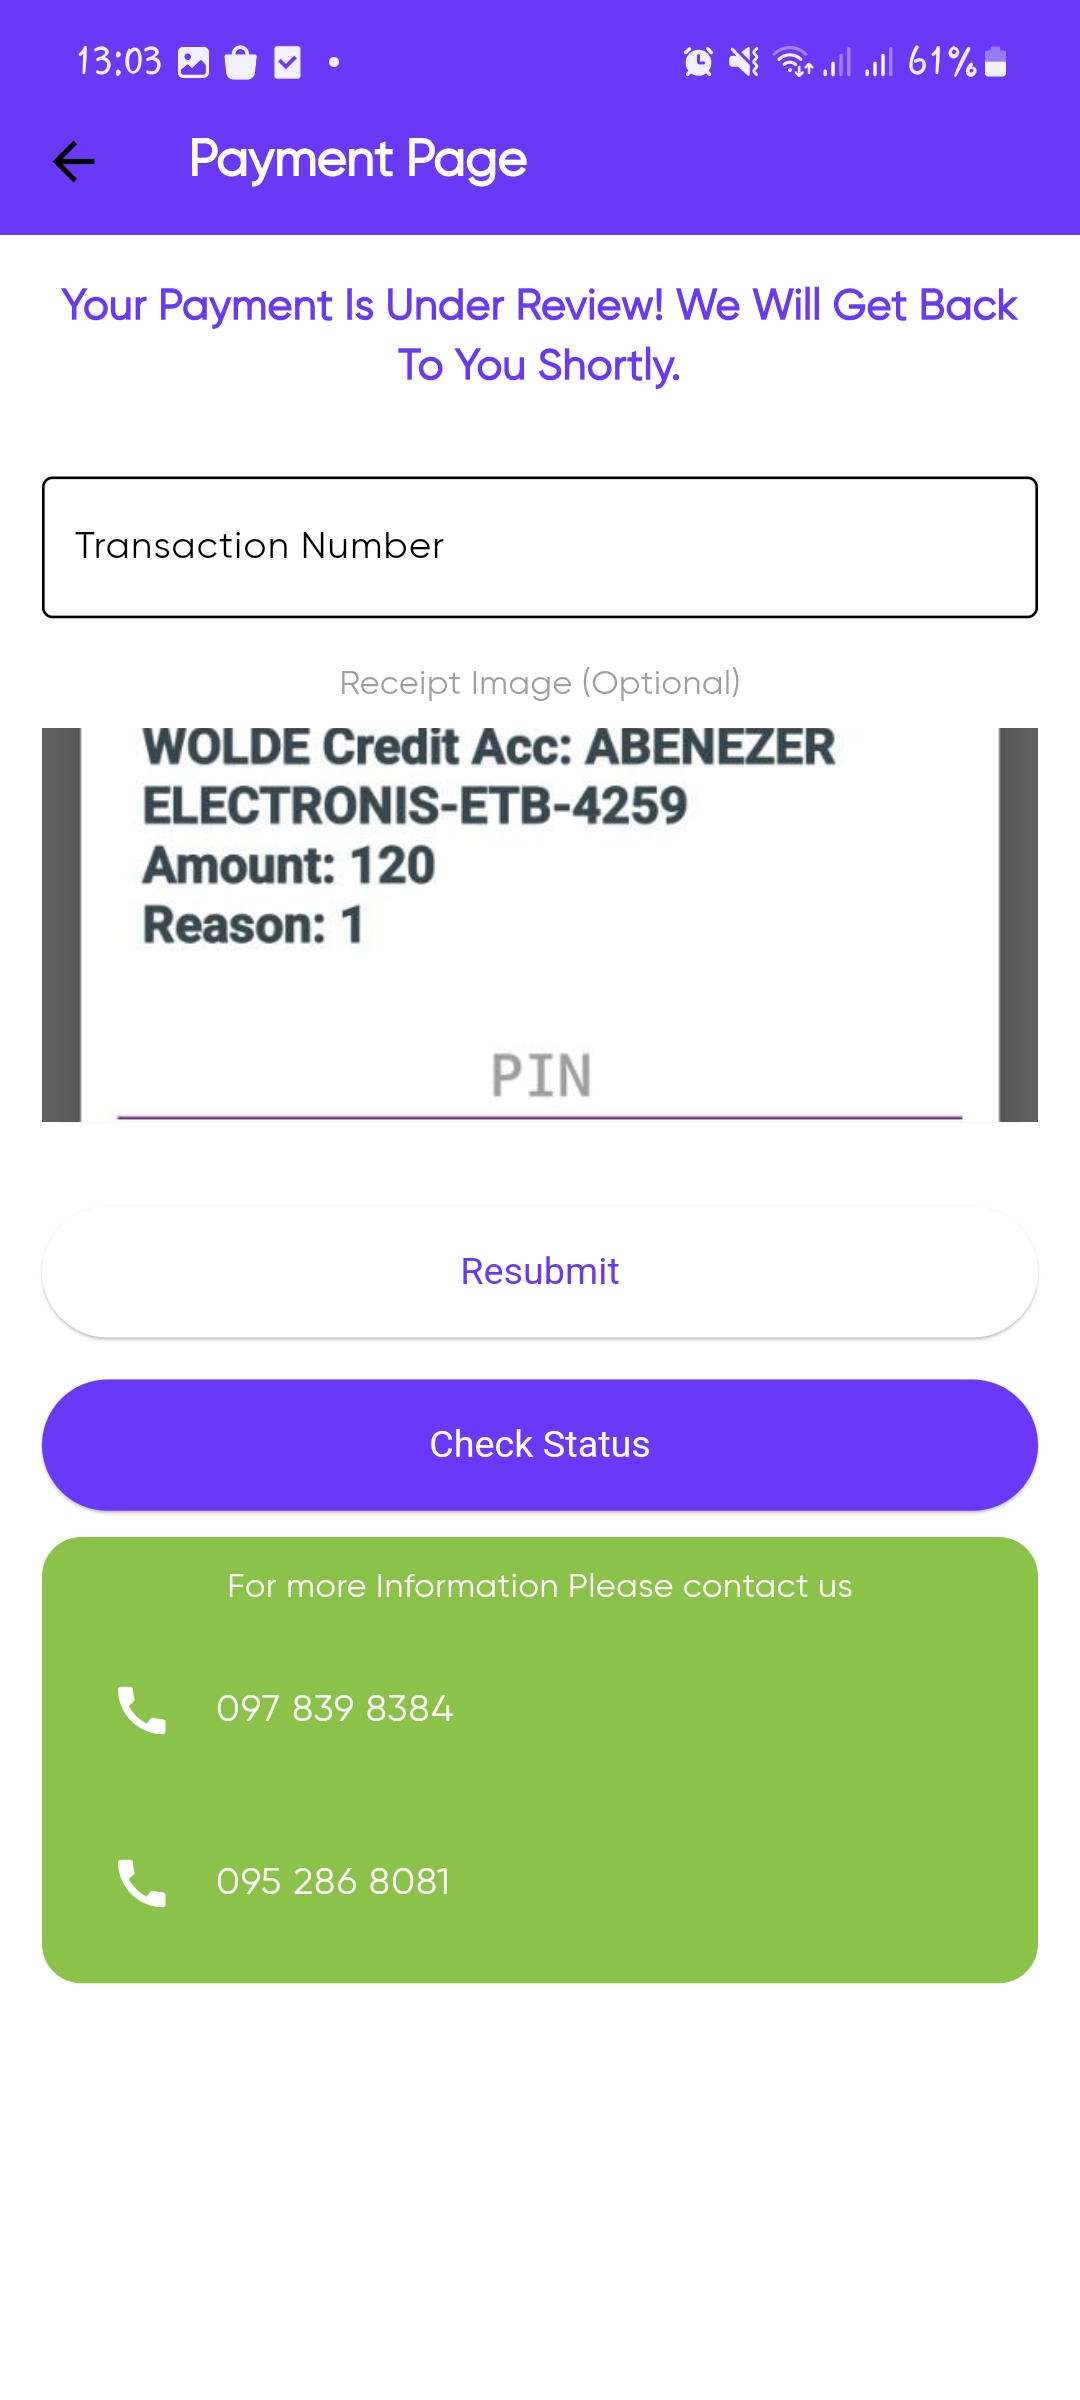 13:03
61%
Payment Page
Your Payment Is Under Review! We Will Get Back
To You Shortly.
Transaction Number
Receipt Image (Optional)
WOLDE Credit Acc: ABENEZER
ELECTRONIS-ETB-4259
Amount: 120
Reason: 1
PIN
Resubmit
Check Status
For more Information Please contact us
097 839 8384
095 286 8081